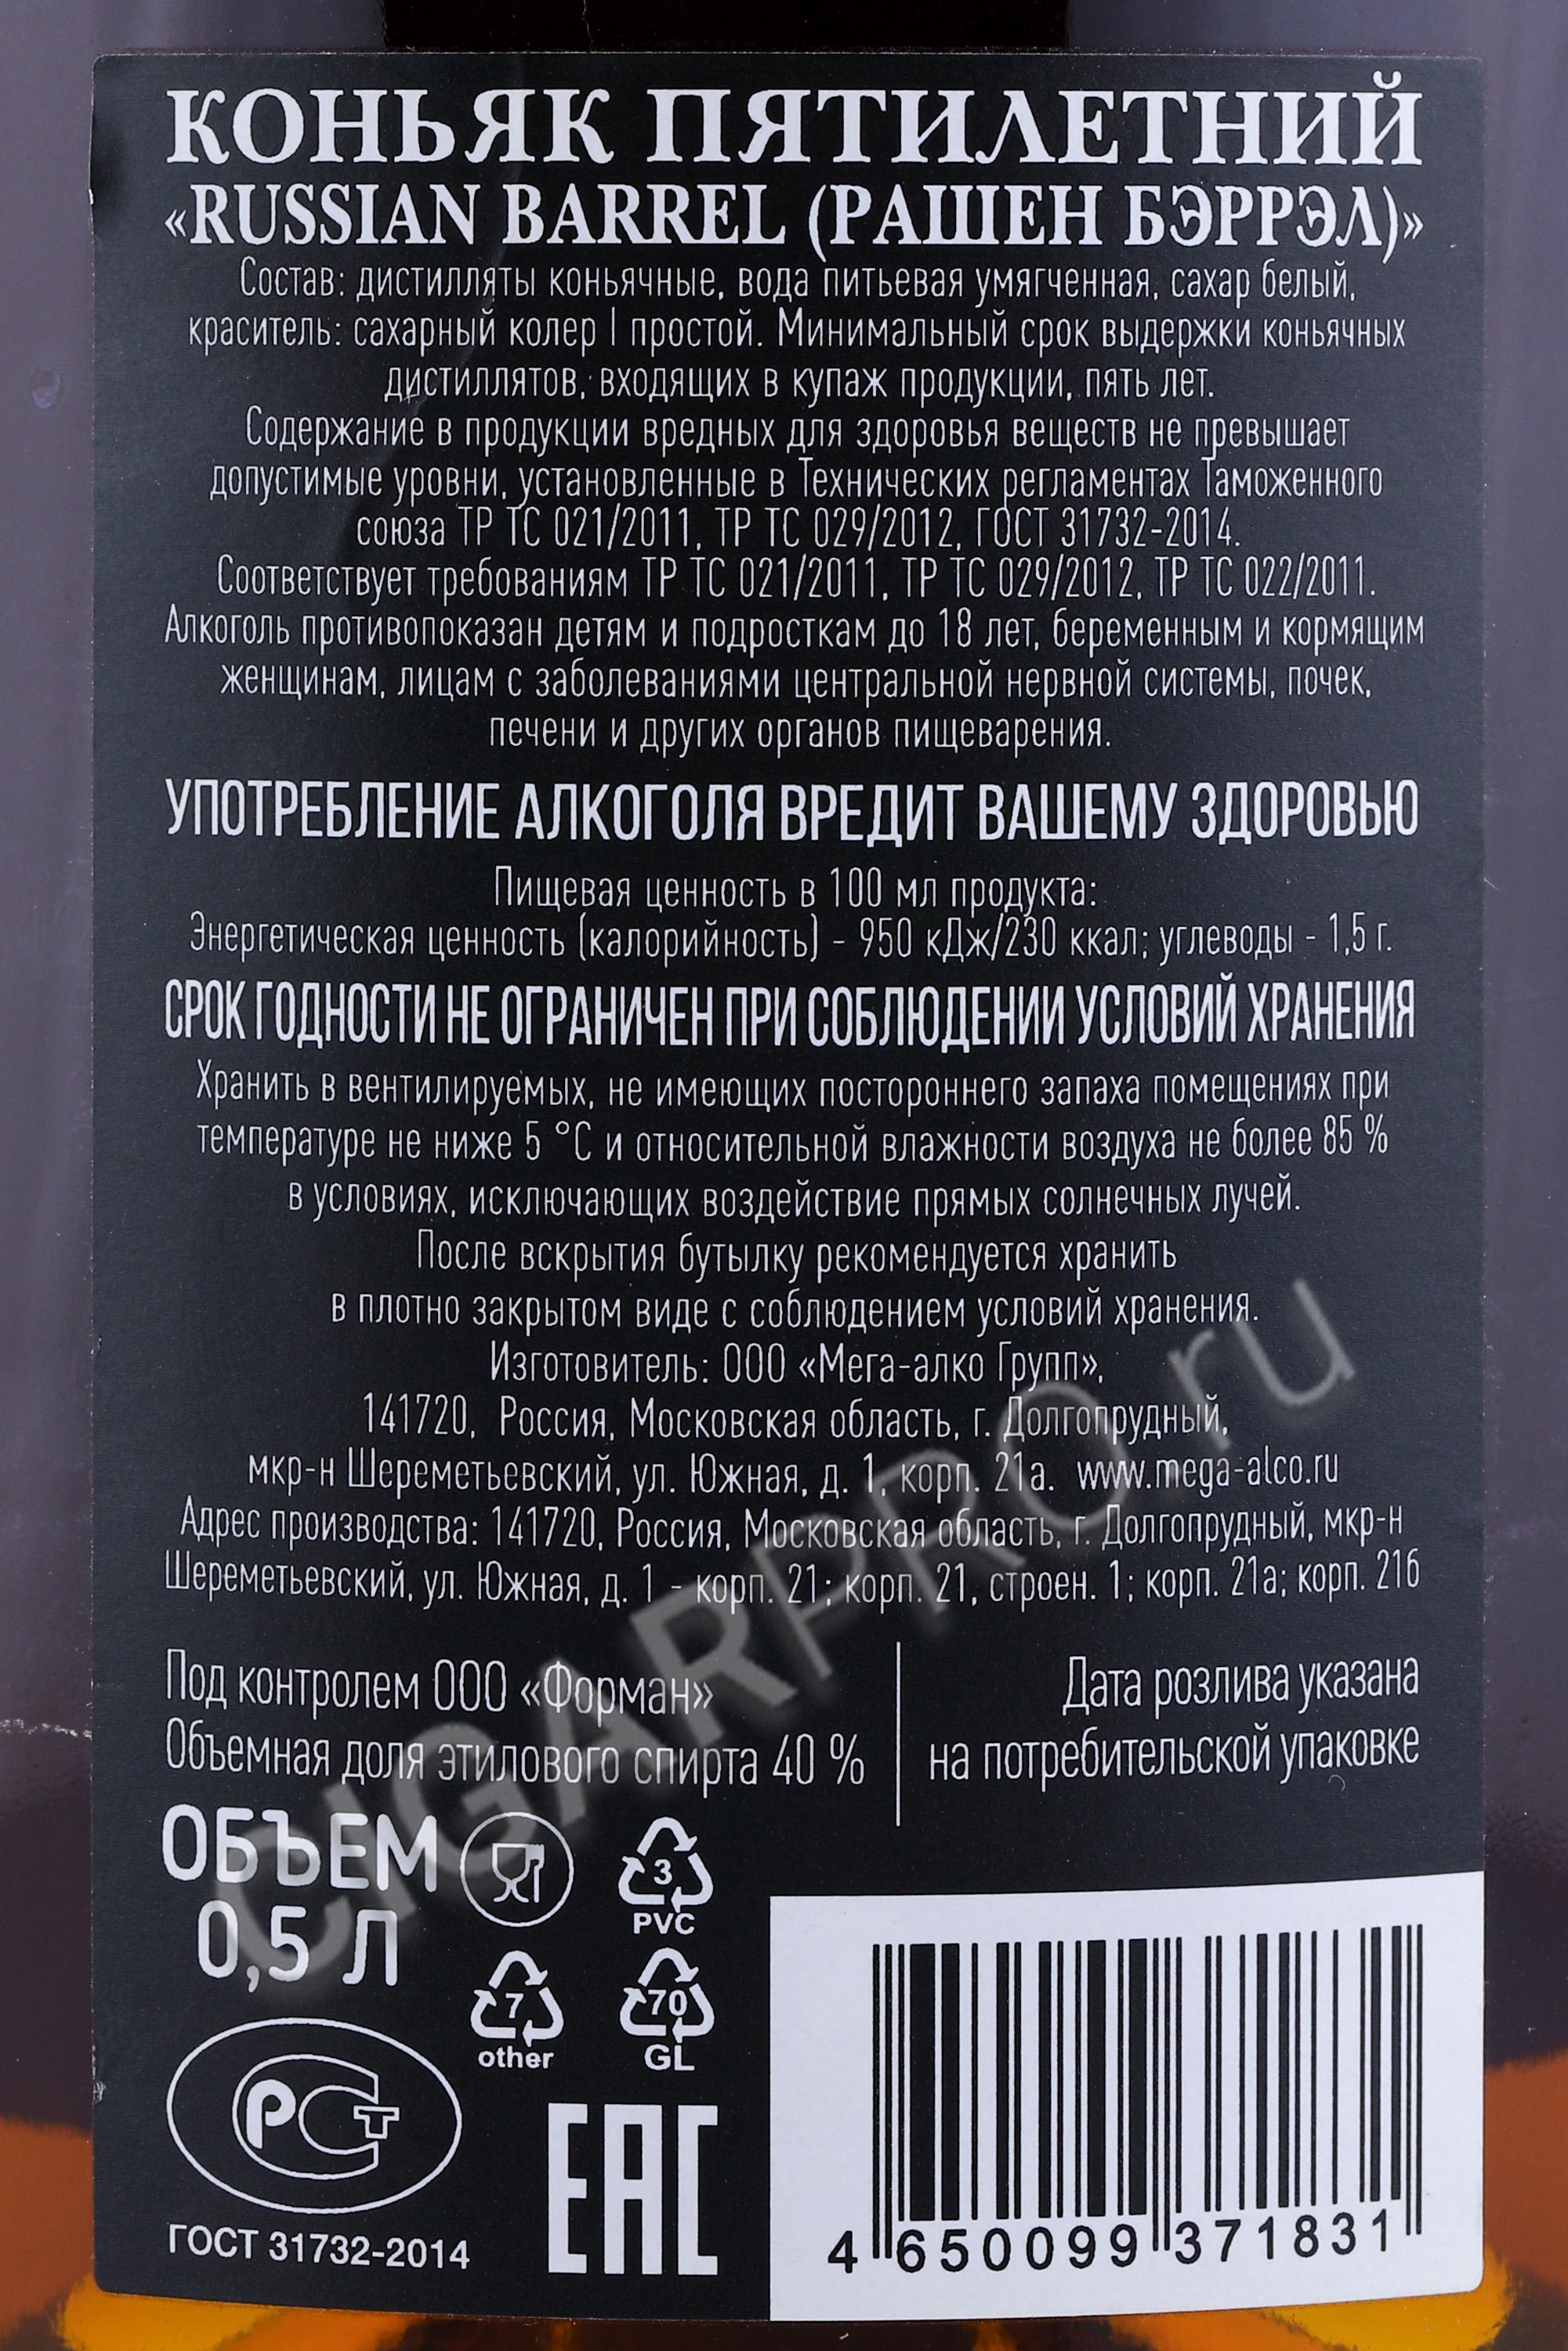 КОНЬЯК ПЯТИЛЕТНИЙ
«RUSSIAN BARREL (РАШЕН БЭРРЭЛ)»
Состав: дистилляты коньячные, вода питьевая умягченная, сахар белый,
краситель: сахарный колер I простой. Минимальный срок выдержки коньячных
дистиллятов, входящих в купаж продукции, пять лет.
Содержание в продукции вредных для здоровья веществ не превышает
допустимые уровни, установленные в Технических регламентах Таможенного
союза ТР ТС 021/2011, ТР ТС 029/2012, ГОСТ 31732-2014.
Соответствует требованиям ТР ТС 021/2011, ТР ТС 029/2012, ТР ТС 022/2011.
Алкоголь противопоказан детям и подросткам до 18 лет, беременным и кормящим
женщинам, лицам с заболеваниями центральной нервной системы, почек,
печени и других органов пищеварения.
УПОТРЕБЛЕНИЕ АЛКОГОЛЯ ВРЕДИТ ВАШЕМУ ЗДОРОВЬЮ
Пищевая ценность в 100 мл продукта:
Энергетическая ценность (калорийность) - 950 кДж/230 ккал; углеводы - 1,5 г.
СРОК ГОДНОСТИ НЕ ОГРАНИЧЕН ПРИ СОБЛЮДЕНИИ УСЛОВИЙ ХРАНЕНИЯ
Хранить в вентилируемых, не имеющих постороннего запаха помещениях при
температуре не ниже 5 °С и относительной влажности воздуха не более 85 %
в условиях, исключающих воздействие прямых солнечных лучей.
После вскрытия бутылку рекомендуется хранить
в плотно закрытом виде с соблюдением условий хранения.
Изготовитель: ООО «Мега-алко Групп»,
141720, Россия, Московская область, г. Долгопрудный,
мкр-н Шереметьевский, ул. Южная, д. 1, корп. 21а. www.mega-alco.ru
Адрес производства: 141720, Россия, Московская область, г. Долгопрудный, мкр-н
Шереметьевский, ул. Южная, д. 1 - корп. 21; корп. 21, строен. 1; корп. 21а; корп. 21б
Под контролем ООО «Форман»
Объемная доля этилового спирта 40 %
Дата розлива указана
на потребительской упаковке
ОБЪЕМ
0,5 Л
3
PVC
7
other
70
GL
РСТ
ГОСТ 31732-2014
ЕАС
4 650099 371831
CIGARPRO.ru